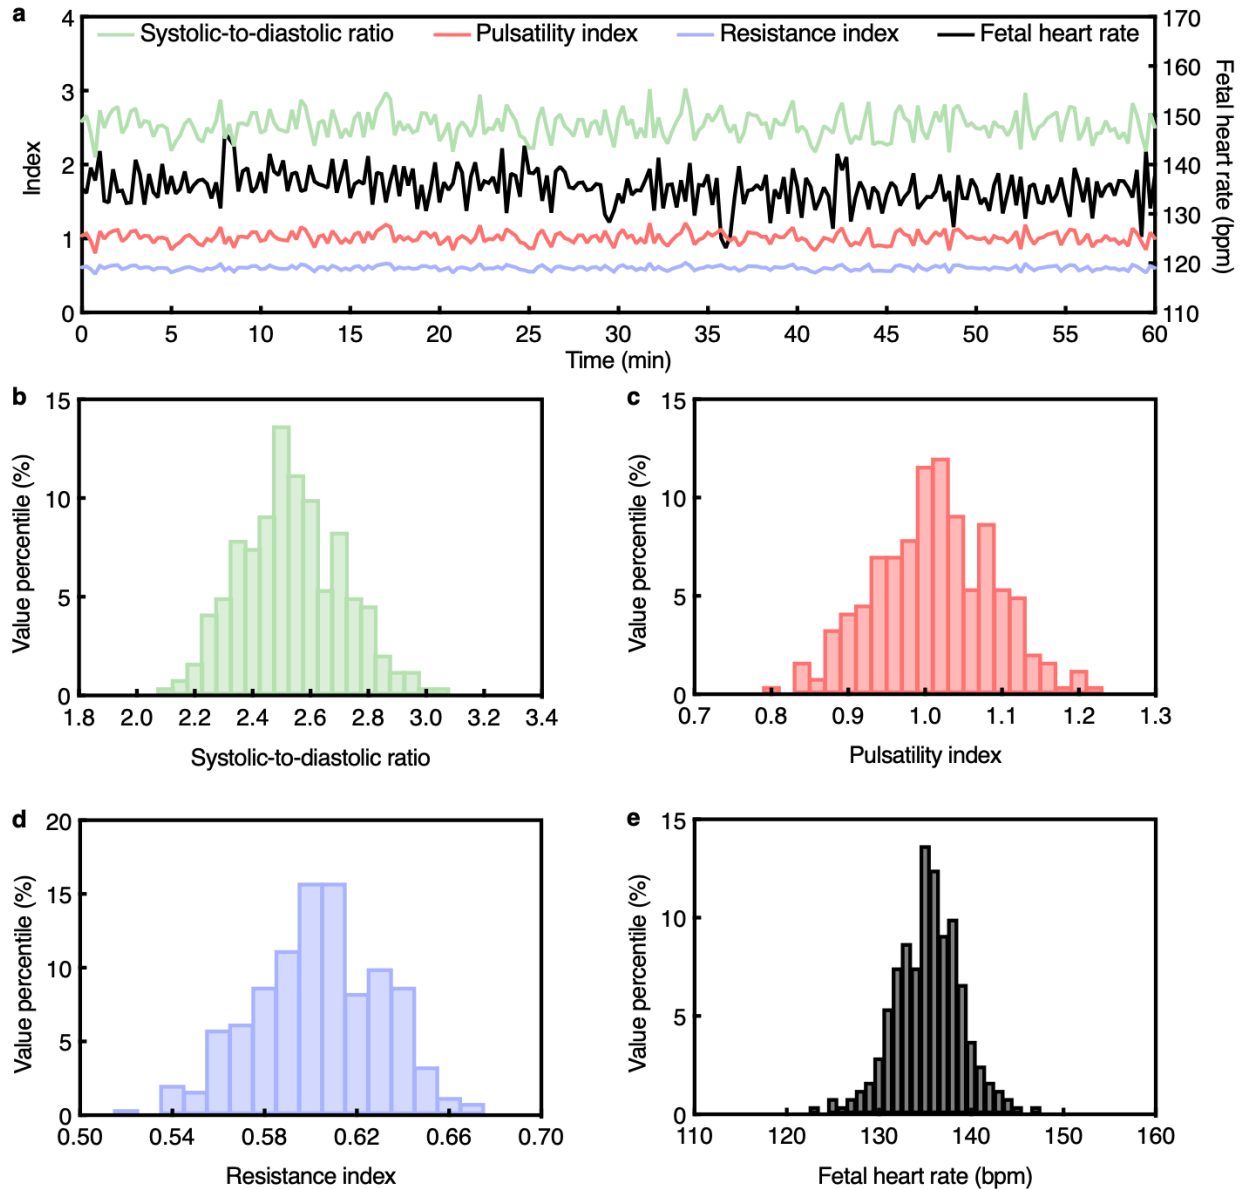 a
Systolic-to-diastolic ratio Pulsatility index Resistance index Fetal heart rate
Index
4
3
2
1
0
170
160
150
140
130
120
110
Fetal heart rate (bpm)
0 5 10 15 20 25 30 35 40 45 50 55 60
Time (min)
b
Value percentile (%)
15
10
5
0
1.8 2.0 2.2 2.4 2.6 2.8 3.0 3.2 3.4
Systolic-to-diastolic ratio
c
Value percentile (%)
15
10
5
0
0.7 0.8 0.9 1.0 1.1 1.2 1.3
Pulsatility index
d
Value percentile (%)
20
15
10
5
0
0.50 0.54 0.58 0.62 0.66 0.70
Resistance index
e
Value percentile (%)
15
10
5
0
110 120 130 140 150 160
Fetal heart rate (bpm)